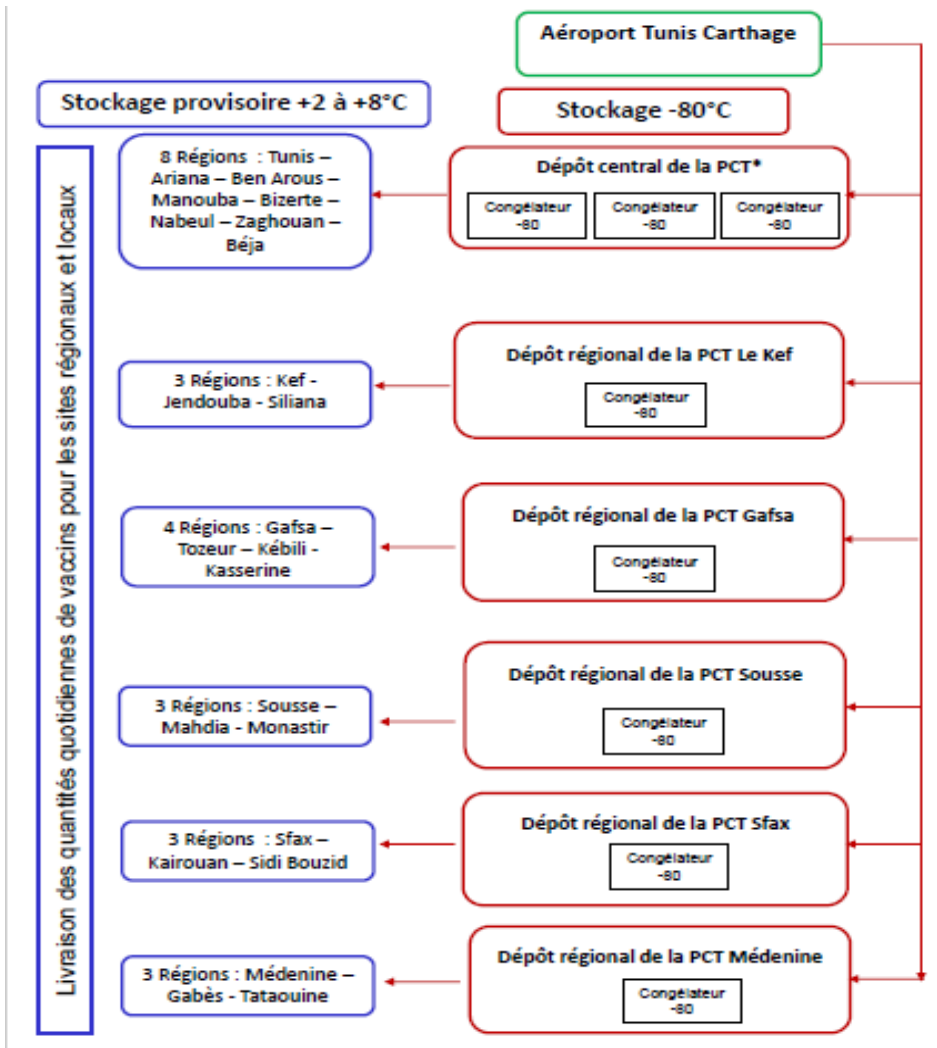 Aéroport Tunis Carthage
Stockage provisoire +2 à +8°C
Stockage -80°C
Livraison des quantités quotidiennes de vaccins pour les sites régionaux et locaux
8 Régions : Tunis –
Ariana – Ben Arous –
Manouba – Bizerte –
Nabeul – Zaghouan –
Béja
Dépôt central de la PCT*
Congélateur
-80
Congélateur
-80
Congélateur
-80
3 Régions : Kef -
Jendouba - Siliana
Dépôt régional de la PCT Le Kef
Congélateur
-80
4 Régions : Gafsa –
Tozeur – Kébili -
Kasserine
Dépôt régional de la PCT Gafsa
Congélateur
-80
3 Régions : Sousse –
Mahdia - Monastir
Dépôt régional de la PCT Sousse
Congélateur
-80
3 Régions : Sfax –
Kairouan – Sidi Bouzid
Dépôt régional de la PCT Sfax
Congélateur
-80
3 Régions : Médenine –
Gabès - Tataouine
Dépôt régional de la PCT Médenine
Congélateur
-80